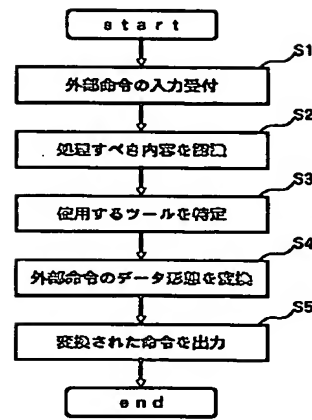 start
S1
外部命令の入力受付
S2
処理すべき内容を認識
S3
使用するツールを特定
S4
外部命令のデータ形態を変換
S5
変換された命令を出力
end